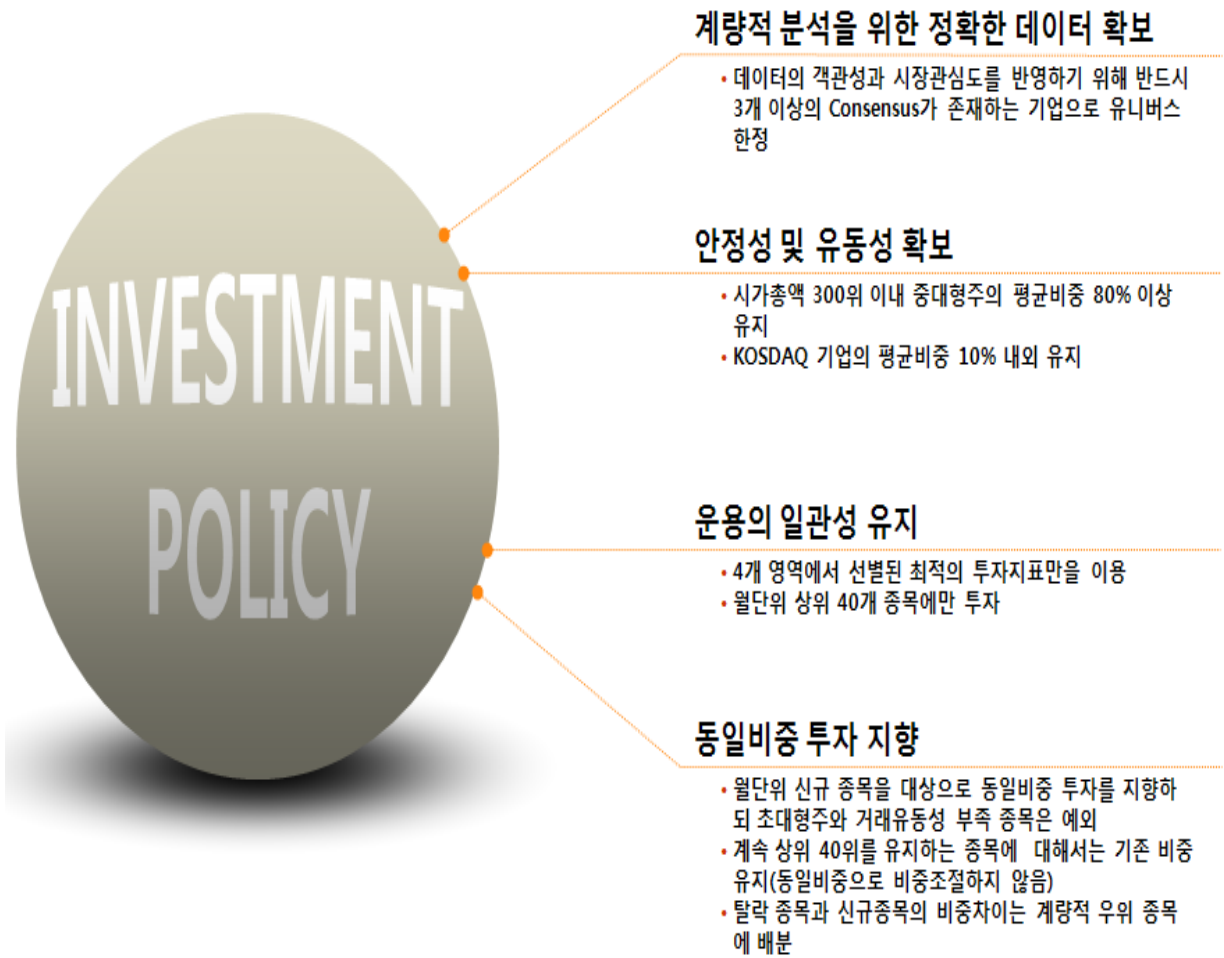 계량적 분석을 위한 정확한 데이터 확보
• 데이터의 객관성과 시장관심도를 반영하기 위해 반드시
3개 이상의 Consensus가 존재하는 기업으로 유니버스
한정
INVESTMENT
POLICY
안정성 및 유동성 확보
• 시가총액 300위 이내 중대형주의 평균비중 80% 이상
유지
• KOSDAQ 기업의 평균비중 10% 내외 유지
운용의 일관성 유지
• 4개 영역에서 선별된 최적의 투자지표만을 이용
• 월단위 상위 40개 종목에만 투자
동일비중 투자 지향
• 월단위 신규 종목을 대상으로 동일비중 투자를 지향하
되 초대형주와 거래유동성 부족 종목은 예외
• 계속 상위 40위를 유지하는 종목에 대해서는 기존 비중
유지(동일비중으로 비중조절하지 않음)
• 탈락 종목과 신규종목의 비중차이는 계량적 우위 종목
에 배분